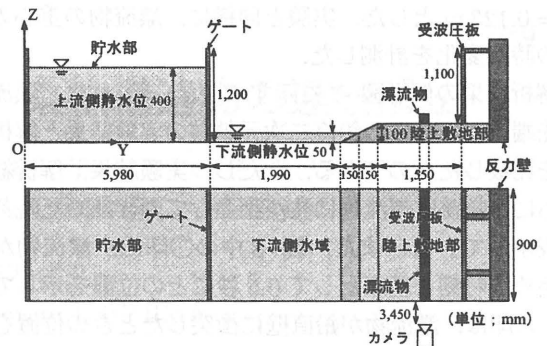 Z
貯水部
ゲート
受波圧板
上流側静水位 400
1,200
漂流物
1,100
100 陸上敷地部
O
Y
下流側静水位 50
5,980
1,990
150
150
1,550
反力壁
貯水部
ゲート
下流側水域
受波圧板
陸上敷地部
漂流物
900
3,450
カメラ
(単位:mm)